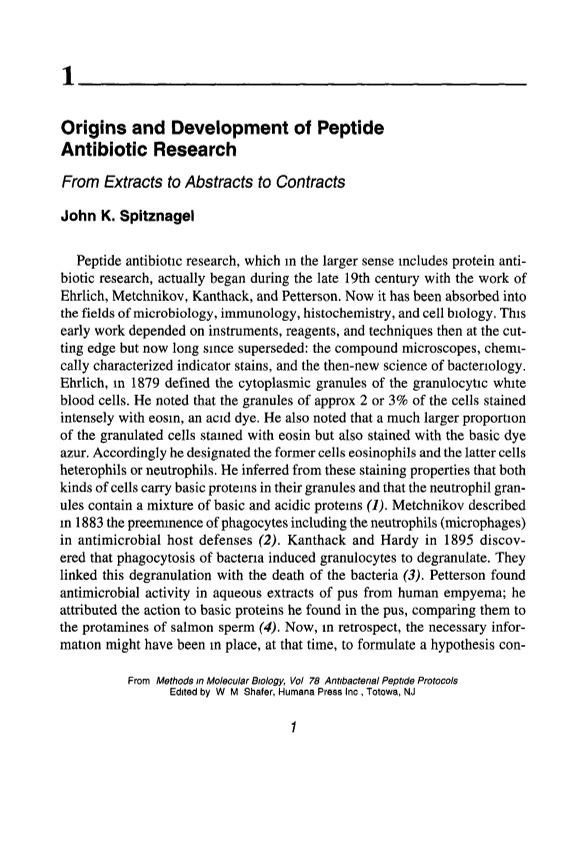 1
Origins and Development of Peptide
Antibiotic Research
From Extracts to Abstracts to Contracts
John K. Spitznagel
Peptide antibiotic research, which in the larger sense includes protein anti-
biotic research, actually began during the late 19th century with the work of
Ehrlich, Metchnikov, Kanthack, and Petterson. Now it has been absorbed into
the fields of microbiology, immunology, histochemistry, and cell biology. This
early work depended on instruments, reagents, and techniques then at the cut-
ting edge but now long since superseded: the compound microscopes, chemi-
cally characterized indicator stains, and the then-new science of bacteriology.
Ehrlich, in 1879 defined the cytoplasmic granules of the granulocytic white
blood cells. He noted that the granules of approx 2 or 3% of the cells stained
intensely with eosin, an acid dye. He also noted that a much larger proportion
of the granulated cells stained with eosin but also stained with the basic dye
azur. Accordingly he designated the former cells eosinophils and the latter cells
heterophils or neutrophils. He inferred from these staining properties that both
kinds of cells carry basic proteins in their granules and that the neutrophil gran-
ules contain a mixture of basic and acidic proteins (1). Metchnikov described
in 1883 the preeminence of phagocytes including the neutrophils (microphages)
in antimicrobial host defenses (2). Kanthack and Hardy in 1895 discov-
ered that phagocytosis of bacteria induced granulocytes to degranulate. They
linked this degranulation with the death of the bacteria (3). Petterson found
antimicrobial activity in aqueous extracts of pus from human empyema; he
attributed the action to basic proteins he found in the pus, comparing them to
the protamines of salmon sperm (4). Now, in retrospect, the necessary infor-
mation might have been in place, at that time, to formulate a hypothesis con-
From Methods in Molecular Biology, Vol 78 Antibacterial Peptide Protocols
Edited by W M Shafer, Humana Press Inc , Totowa, NJ
1